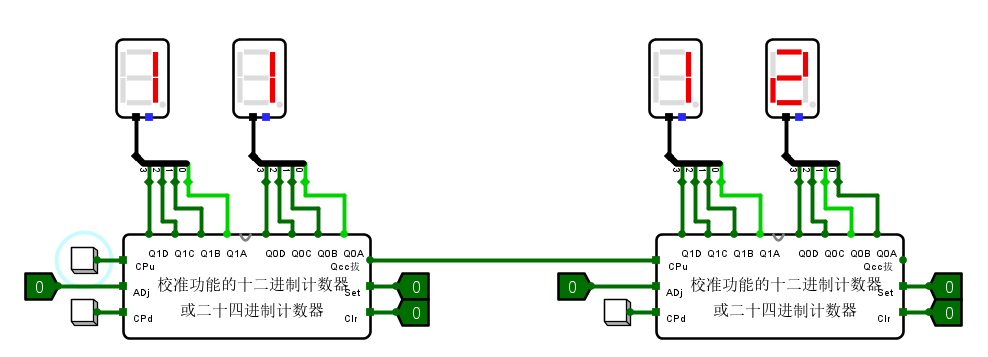 1 1 1 2
3 2 1 0 3 2 1 0 3 2 1 0 3 2 1 0
Q1D Q1C Q1B Q1A Q0D Q0C Q0B Q0A
CPu Qcc拔
0 ADj 校准功能的十二进制计数器 Set 0
或二十四进制计数器
CPd Clr 0
Q1D Q1C Q1B Q1A Q0D Q0C Q0B Q0A
CPu Qcc拔
0 ADj 校准功能的十二进制计数器 Set 0
或二十四进制计数器
CPd Clr 0